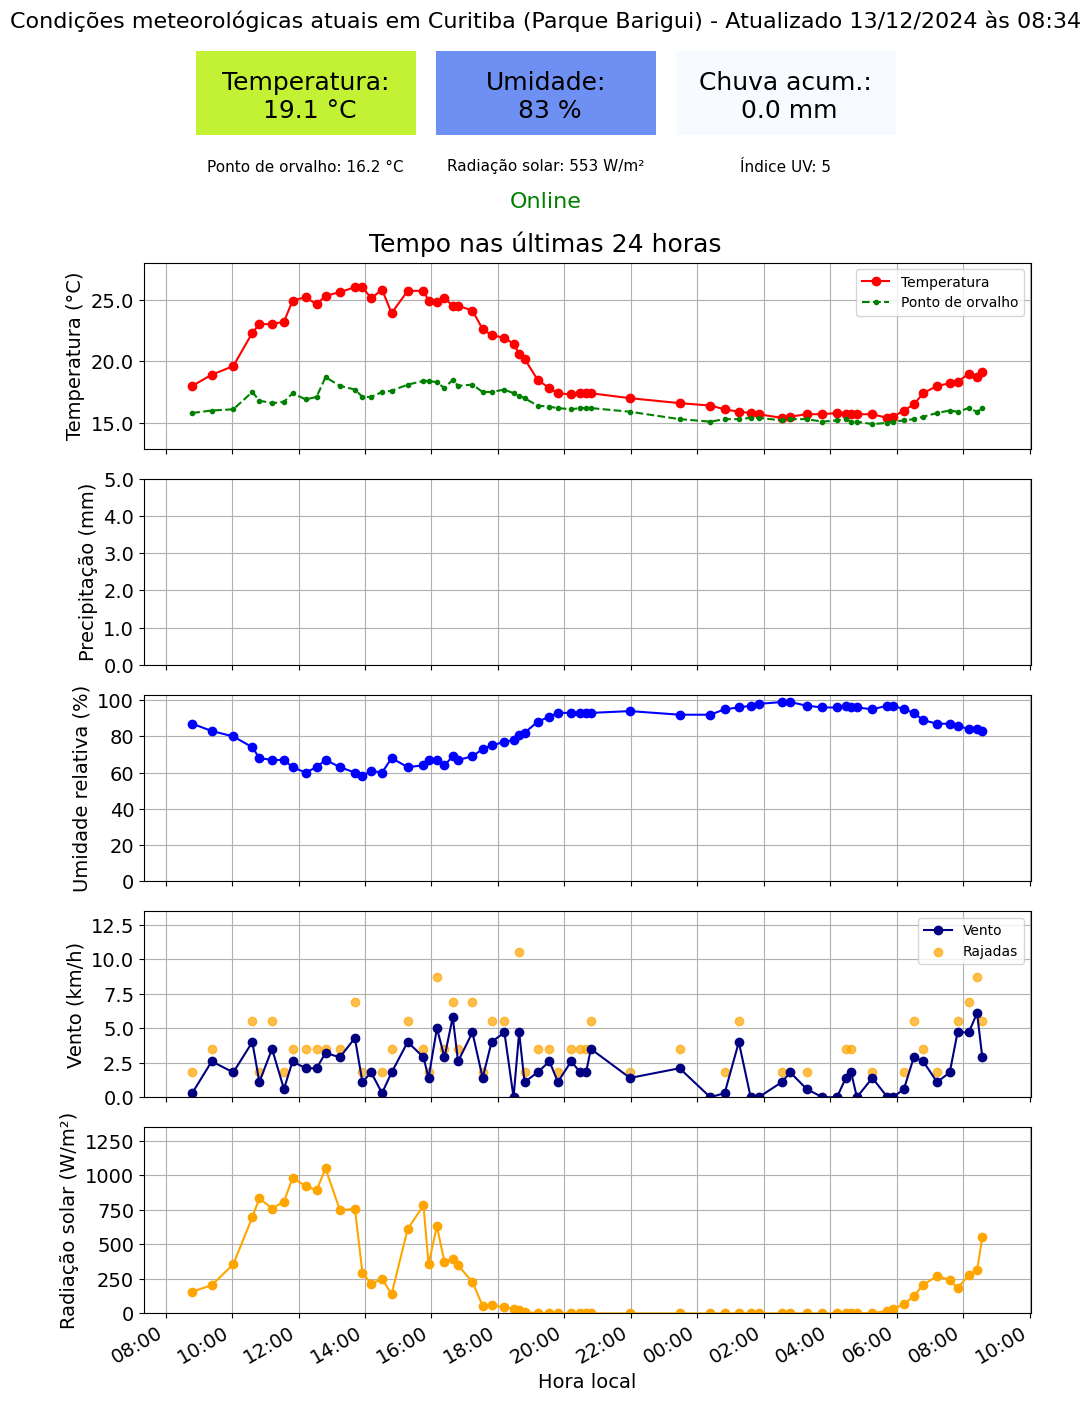 Condições meteorológicas atuais em Curitiba (Parque Barigui) - Atualizado 13/12/2024 às 08:34
Temperatura:
19.1 °C
Umidade:
83 %
Chuva acum.:
0.0 mm
Ponto de orvalho: 16.2 °C
Radiação solar: 553 W/m²
Índice UV: 5
Online
Tempo nas últimas 24 horas
Temperatura (°C)
25.0
20.0
15.0
Temperatura
Ponto de orvalho
Precipitação (mm)
5.0
4.0
3.0
2.0
1.0
0.0
Umidade relativa (%)
100
80
60
40
20
0
Vento (km/h)
12.5
10.0
7.5
5.0
2.5
0.0
Vento
Rajadas
Radiação solar (W/m²)
1250
1000
750
500
250
0
08:00
10:00
12:00
14:00
16:00
18:00
20:00
22:00
00:00
02:00
04:00
06:00
08:00
10:00
Hora local